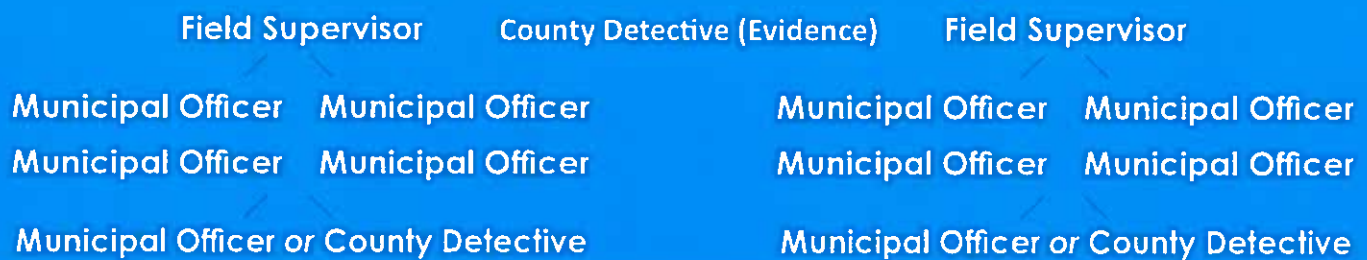 Field Supervisor County Detective (Evidence) Field Supervisor
Municipal Officer Municipal Officer Municipal Officer Municipal Officer
Municipal Officer Municipal Officer Municipal Officer Municipal Officer
Municipal Officer or County Detective Municipal Officer or County Detective